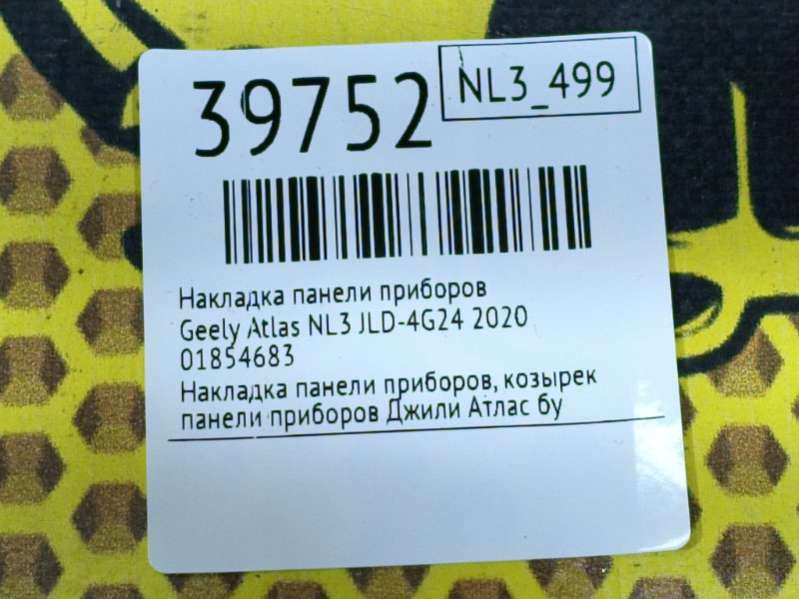 39752
NL3_499
Накладка панели приборов
Geely Atlas NL3 JLD-4G24 2020
01854683
Накладка панели приборов, козырек
панели приборов Джили Атлас бу